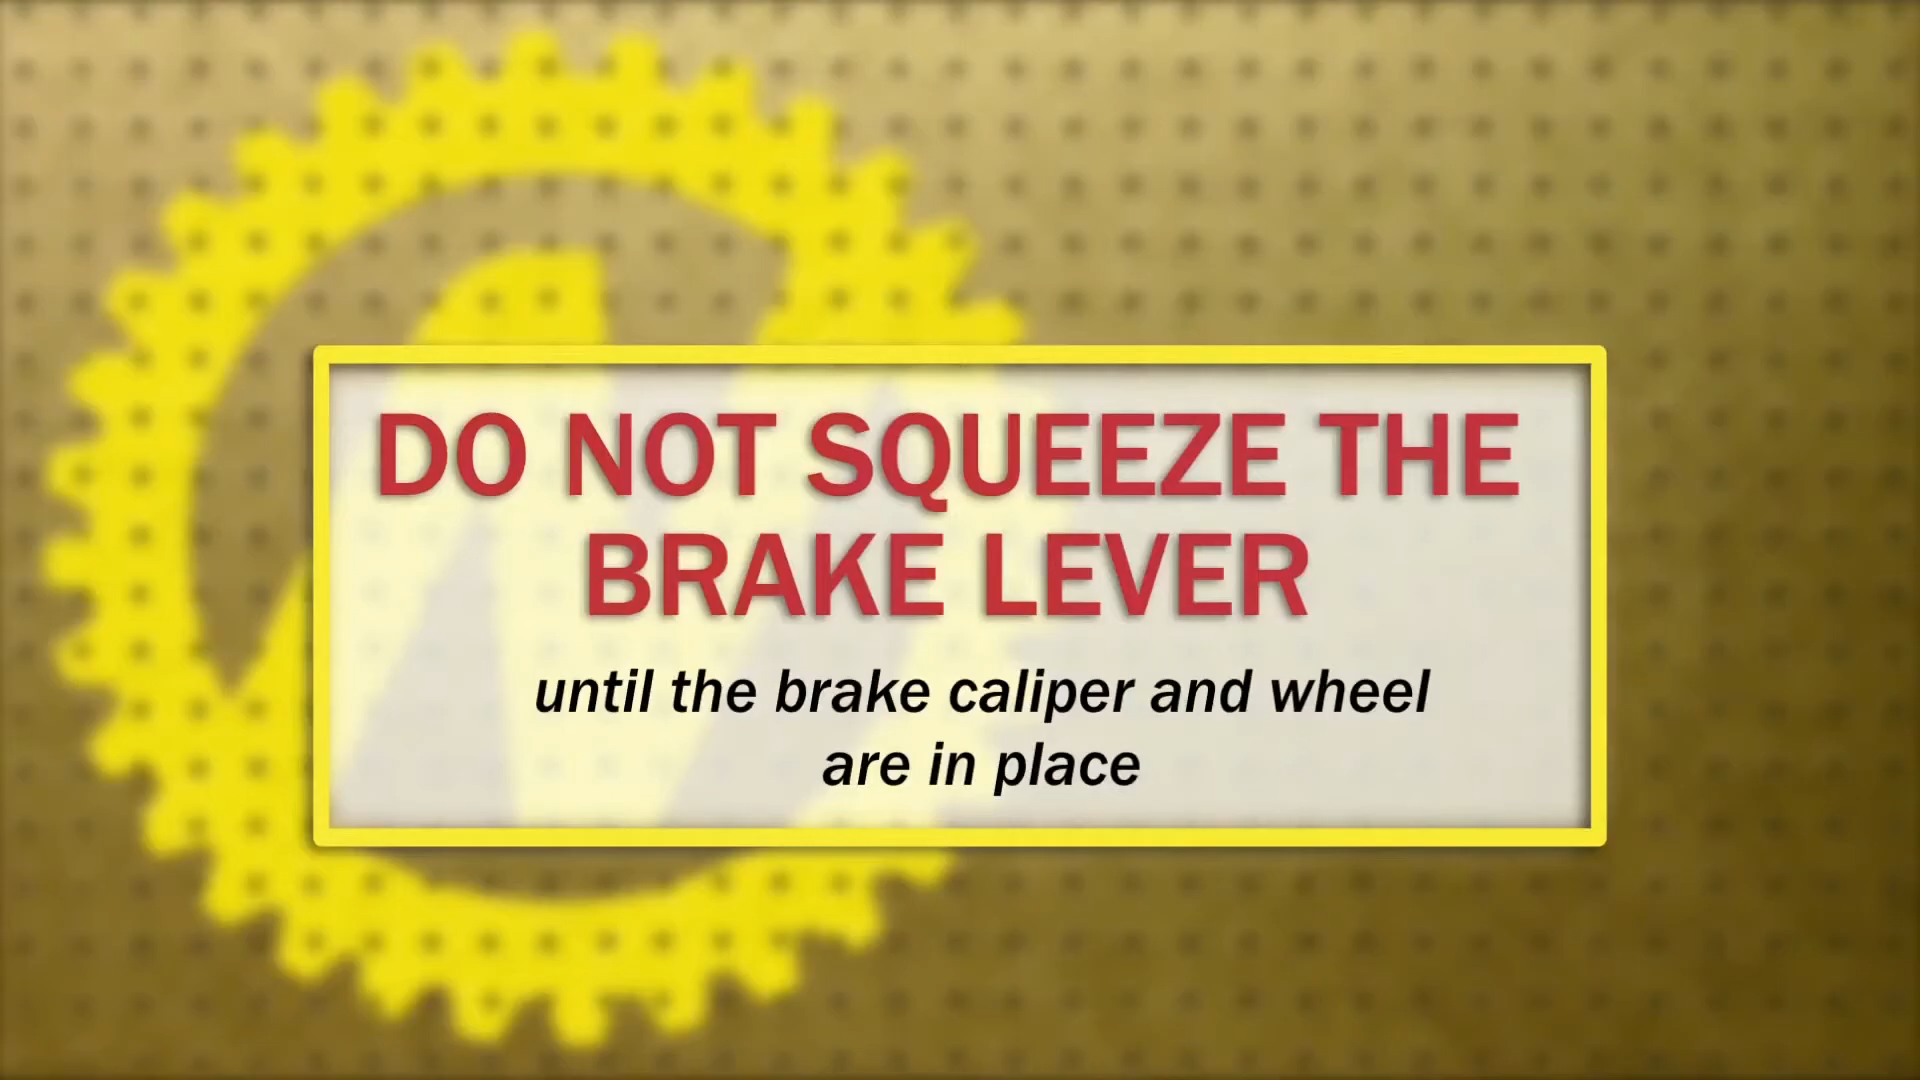 DO NOT SQUEEZE THE
BRAKE LEVER
until the brake caliper and wheel
are in place